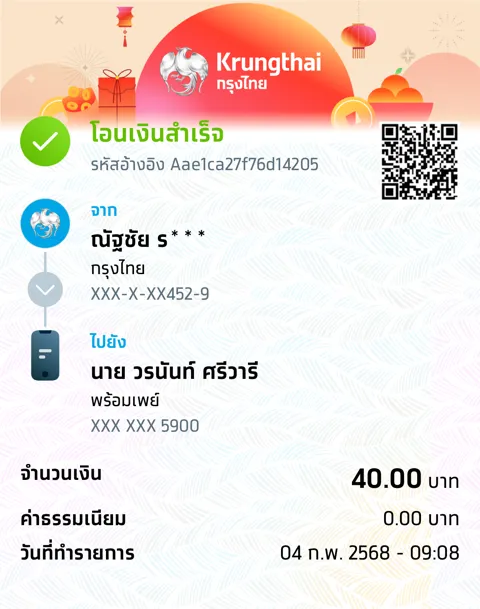 Krungthai
กรุงไทย
โอนเงินสำเร็จ
รหัสอ้างอิง Aae1ca27f76d14205
จาก
ณัฐชัย ร***
กรุงไทย
XXX-X-XX452-9
ไปยัง
นาย วรนันท์ ศรีวารี
พร้อมเพย์
XXX XXX 5900
จำนวนเงิน 40.00 บาท
ค่าธรรมเนียม 0.00 บาท
วันที่ทำรายการ 04 ก.พ. 2568 - 09:08